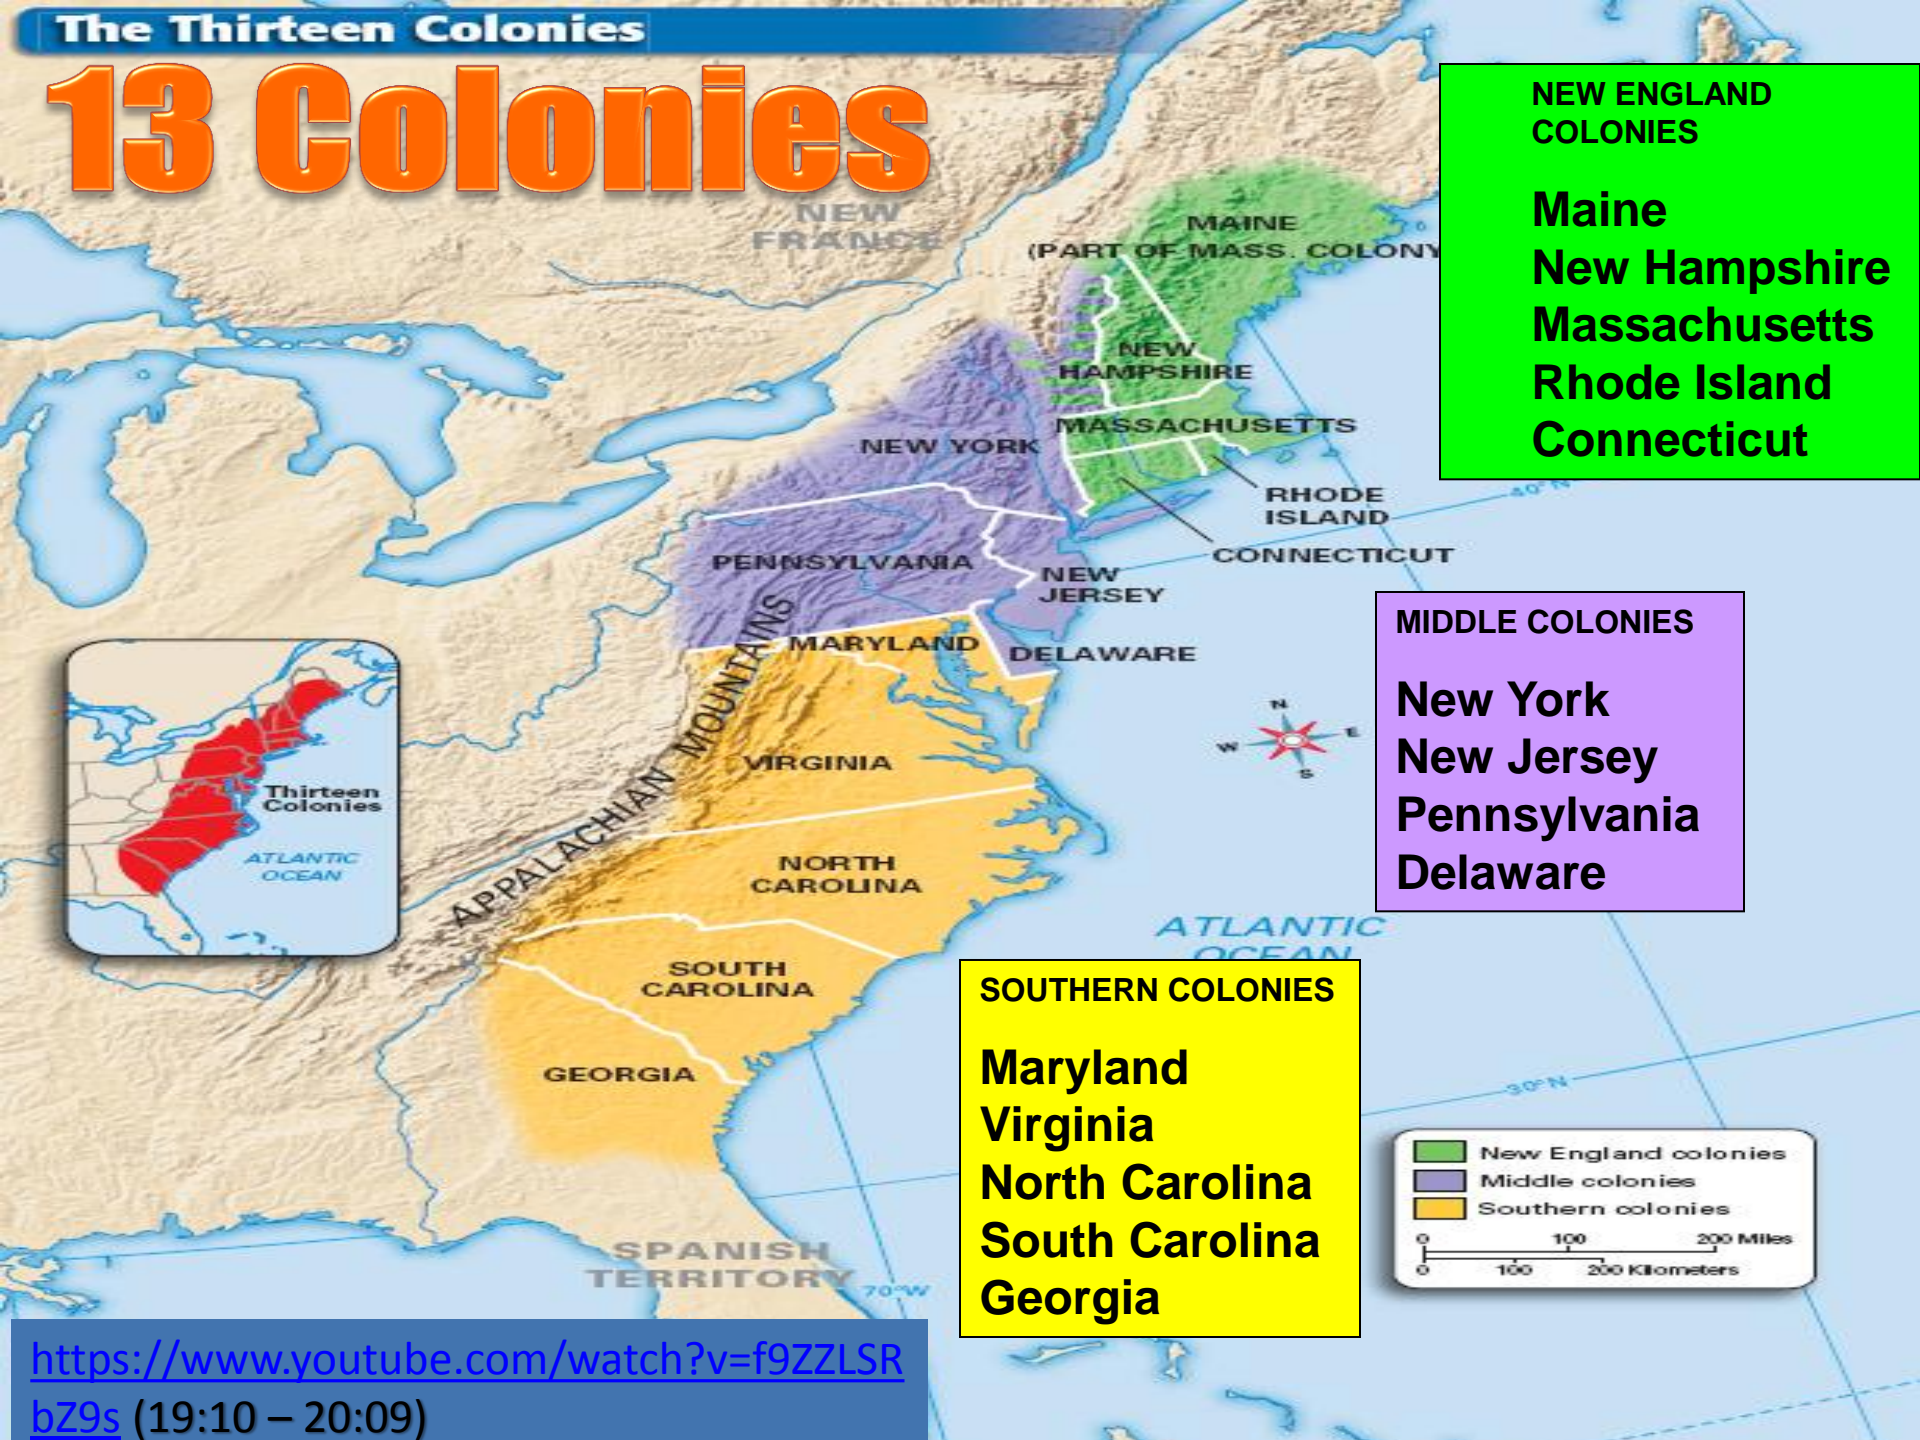 The Thirteen Colonies
13 Colonies
NEW ENGLAND
COLONIES
Maine
New Hampshire
Massachusetts
Rhode Island
Connecticut
NEW
FRANCE
MAINE
(PART OF MASS. COLONY
NEW
HAMPSHIRE
MASSACHUSETTS
NEW YORK
RHODE
ISLAND
40°N
CONNECTICUT
PENNSYLVANIA
NEW
JERSEY
MARYLAND
DELAWARE
APPALACHIAN MOUNTAINS
VIRGINIA
N
W E
S
MIDDLE COLONIES
New York
New Jersey
Pennsylvania
Delaware
Thirteen
Colonies
ATLANTIC
OCEAN
NORTH
CAROLINA
ATLANTIC
OCEAN
SOUTH
CAROLINA
GEORGIA
SOUTHERN COLONIES
Maryland
Virginia
North Carolina
South Carolina
Georgia
30°N
New England colonies
Middle colonies
Southern colonies
0 100 200 Miles
0 100 200 Kilometers
SPANISH
TERRITORY
70°W
https://www.youtube.com/watch?v=f9ZZLSR
bZ9s (19:10 – 20:09)